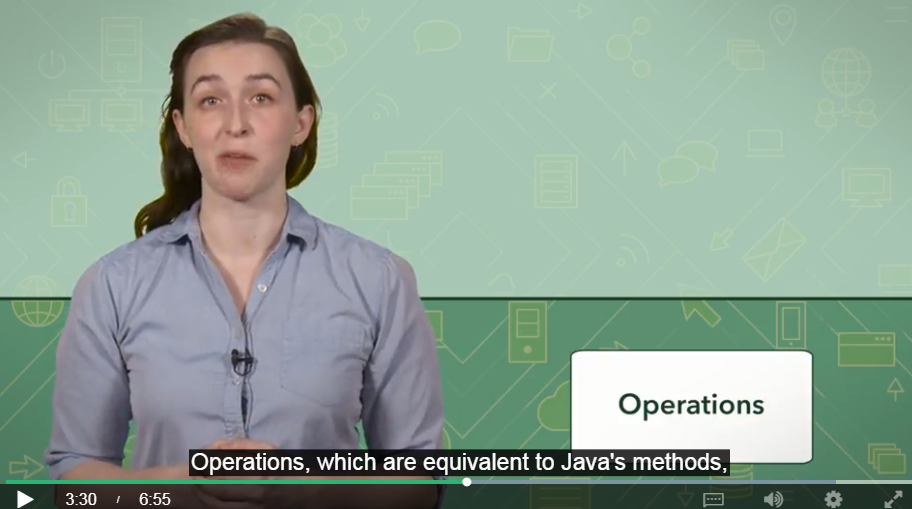 Operations
Operations, which are equivalent to Java's methods,
3:30 / 6:55